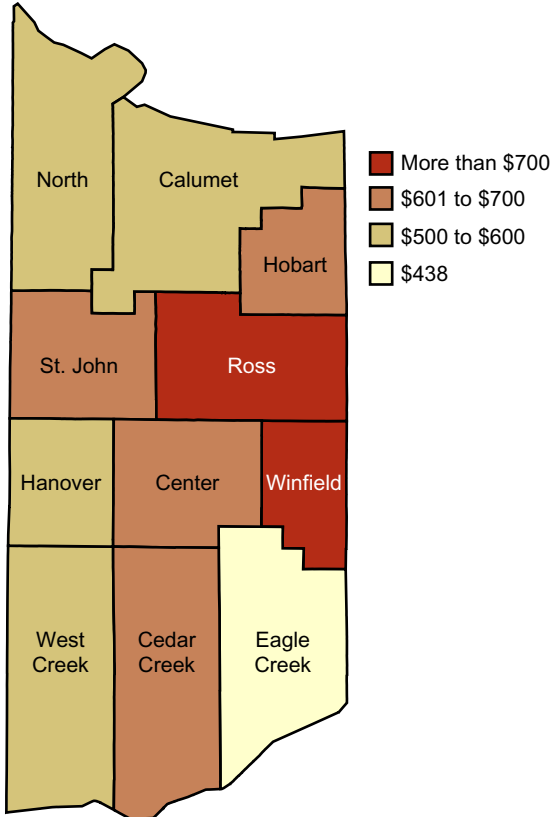 North
Calumet
Hobart
St. John
Ross
Hanover
Center
Winfield
West
Creek
Cedar
Creek
Eagle
Creek
More than $700
$601 to $700
$500 to $600
$438